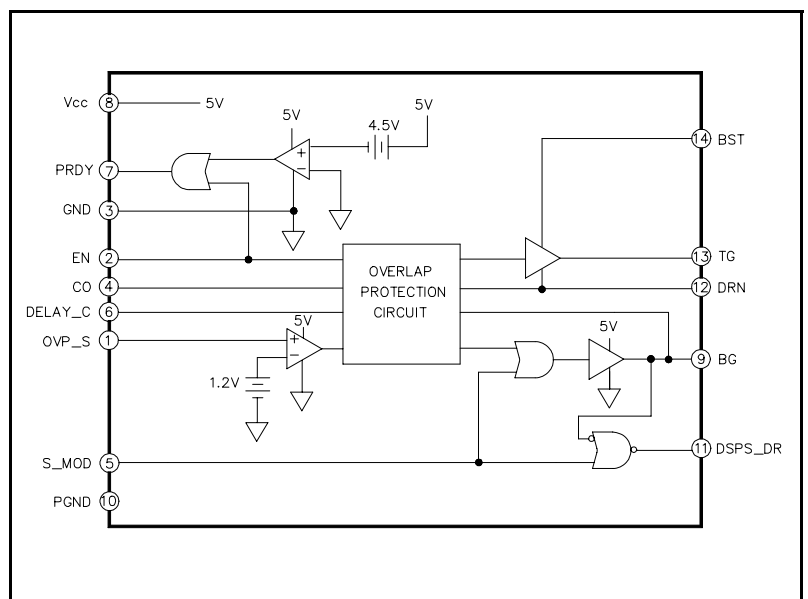 Vcc 8 5V
5V
4.5V
5V
PRDY 7
+
−
GND 3
14 BST
EN 2
CO 4
DELAY_C 6
OVP_S 1
OVERLAP
PROTECTION
CIRCUIT
13 TG
12 DRN
5V
+
−
1.2V
5V
9 BG
S_MOD 5
11 DSPS_DR
PGND 10